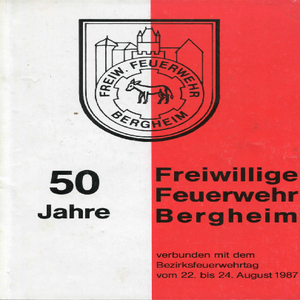 FREIW. FEUERWEHR
BERGHEIM
50
Jahre
Freiwillige
Feuerwehr
Bergheim
verbunden mit dem
Bezirksfeuerwehrtag
vom 22. bis 24. August 1987